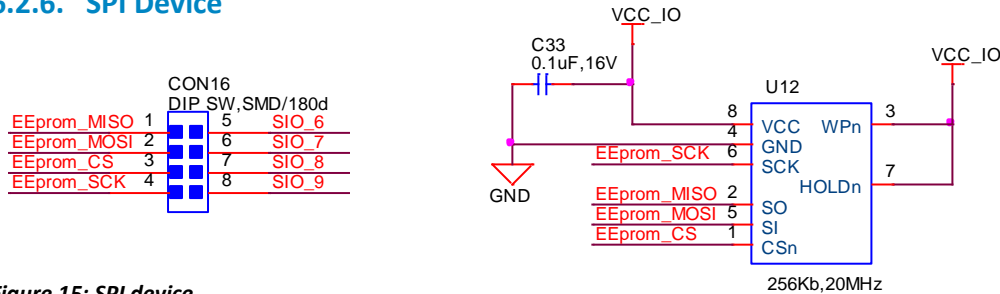 5.2.6. SPI Device
CON16
DIP SW,SMD/180d
EEprom_MISO 1 5 SIO_6
EEprom_MOSI 2 6 SIO_7
EEprom_CS 3 7 SIO_8
EEprom_SCK 4 8 SIO_9
VCC_IO
C33
0.1uF,16V
GND
VCC_IO
U12
8 VCC WPn 3
4 GND
EEprom_SCK 6 SCK
HOLDn 7
EEprom_MISO 2 SO
EEprom_MOSI 5 SI
EEprom_CS 1 CSn
256Kb,20MHz
Figure 15: SPI device